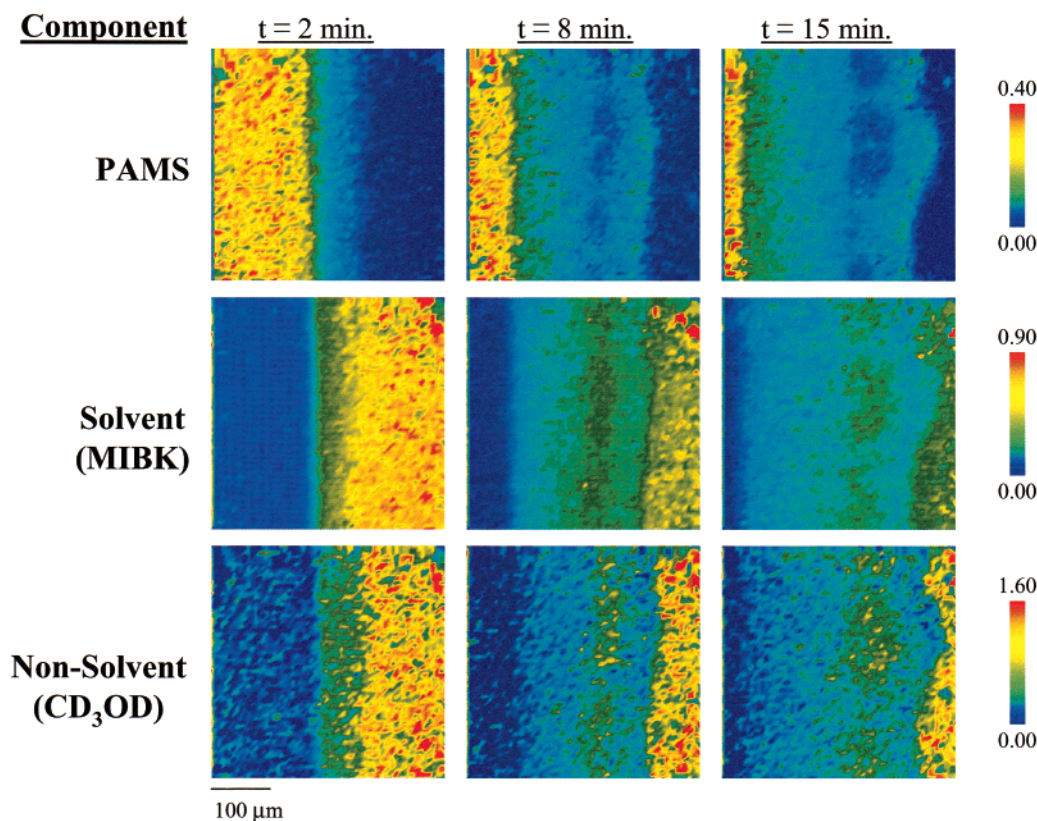 Component t = 2 min. t = 8 min. t = 15 min.
PAMS
0.40
0.00
Solvent
(MIBK)
0.90
0.00
Non-Solvent
(CD₃OD)
1.60
0.00
100 μm